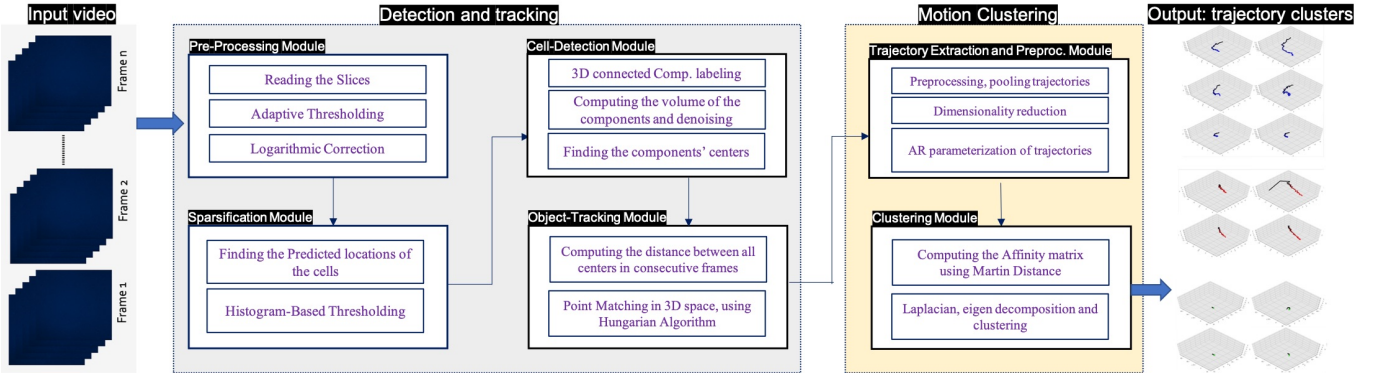 Input video
Detection and tracking
Motion Clustering
Output: trajectory clusters
Frame n
Frame 2
Frame 1
Pre-Processing Module
Reading the Slices
Adaptive Thresholding
Logarithmic Correction
Sparsification Module
Finding the Predicted locations of
the cells
Histogram-Based Thresholding
Cell-Detection Module
3D connected Comp. labeling
Computing the volume of the
components and denoising
Finding the components' centers
Object-Tracking Module
Computing the distance between all
centers in consecutive frames
Point Matching in 3D space, using
Hungarian Algorithm
Trajectory Extraction and Preproc. Module
Preprocessing, pooling trajectories
Dimensionality reduction
AR parameterization of trajectories
Clustering Module
Computing the Affinity matrix
using Martin Distance
Laplacian, eigen decomposition and
clustering